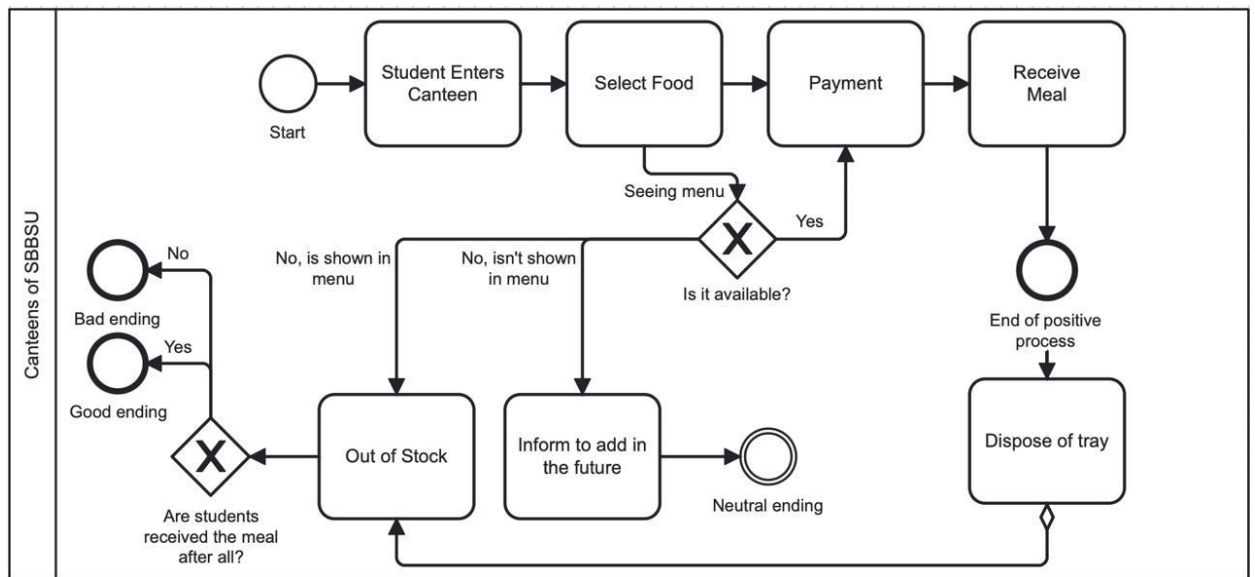 Canteens of SBBSU
Start
Student Enters
Canteen
Select Food
Payment
Receive
Meal
Seeing menu
Yes
X
Is it available?
No, is shown in
menu
No, isn't shown
in menu
End of positive
process
No
Bad ending
Yes
Good ending
X
Are students
received the meal
after all?
Out of Stock
Inform to add in
the future
Neutral ending
Dispose of tray